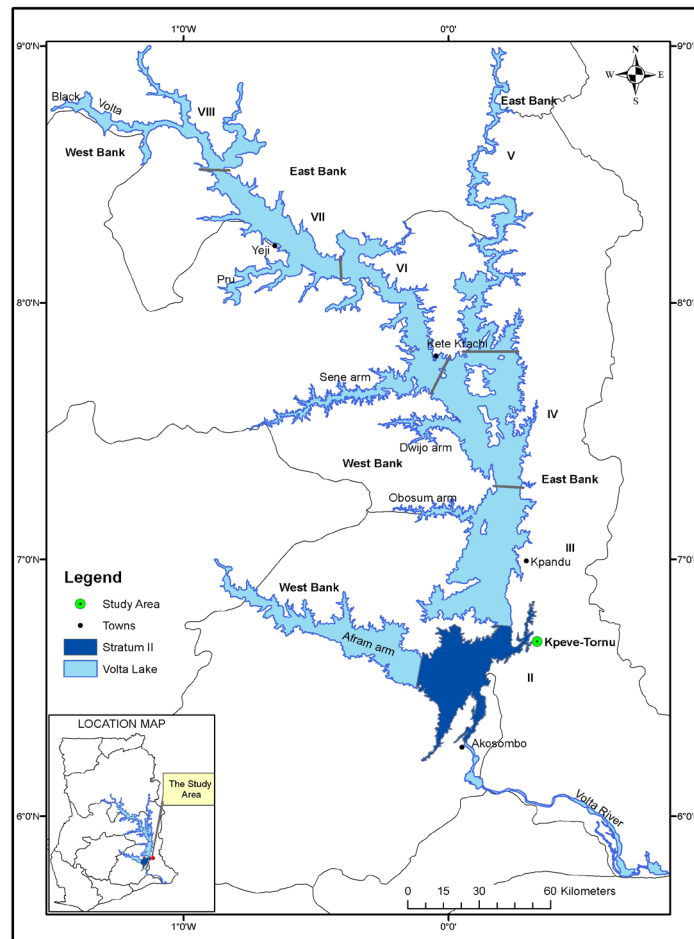 1°0'W
0°0'
9°0'N
9°0'N
N
W
E
S
Black
Volta
VIII
East Bank
West Bank
V
East Bank
VII
Yeji
VI
Pru
8°0'N
8°0'N
Kete Krachi
Sene arm
IV
Dwijo arm
West Bank
East Bank
Obosum arm
III
7°0'N
7°0'N
Kpandu
Legend
Study Area
Towns
Stratum II
Volta Lake
West Bank
Afram arm
Kpeve-Tornu
II
LOCATION MAP
The Study
Area
Akosombo
Volta River
6°0'N
6°0'N
0 15 30 60 Kilometers
1°0'W
0°0'